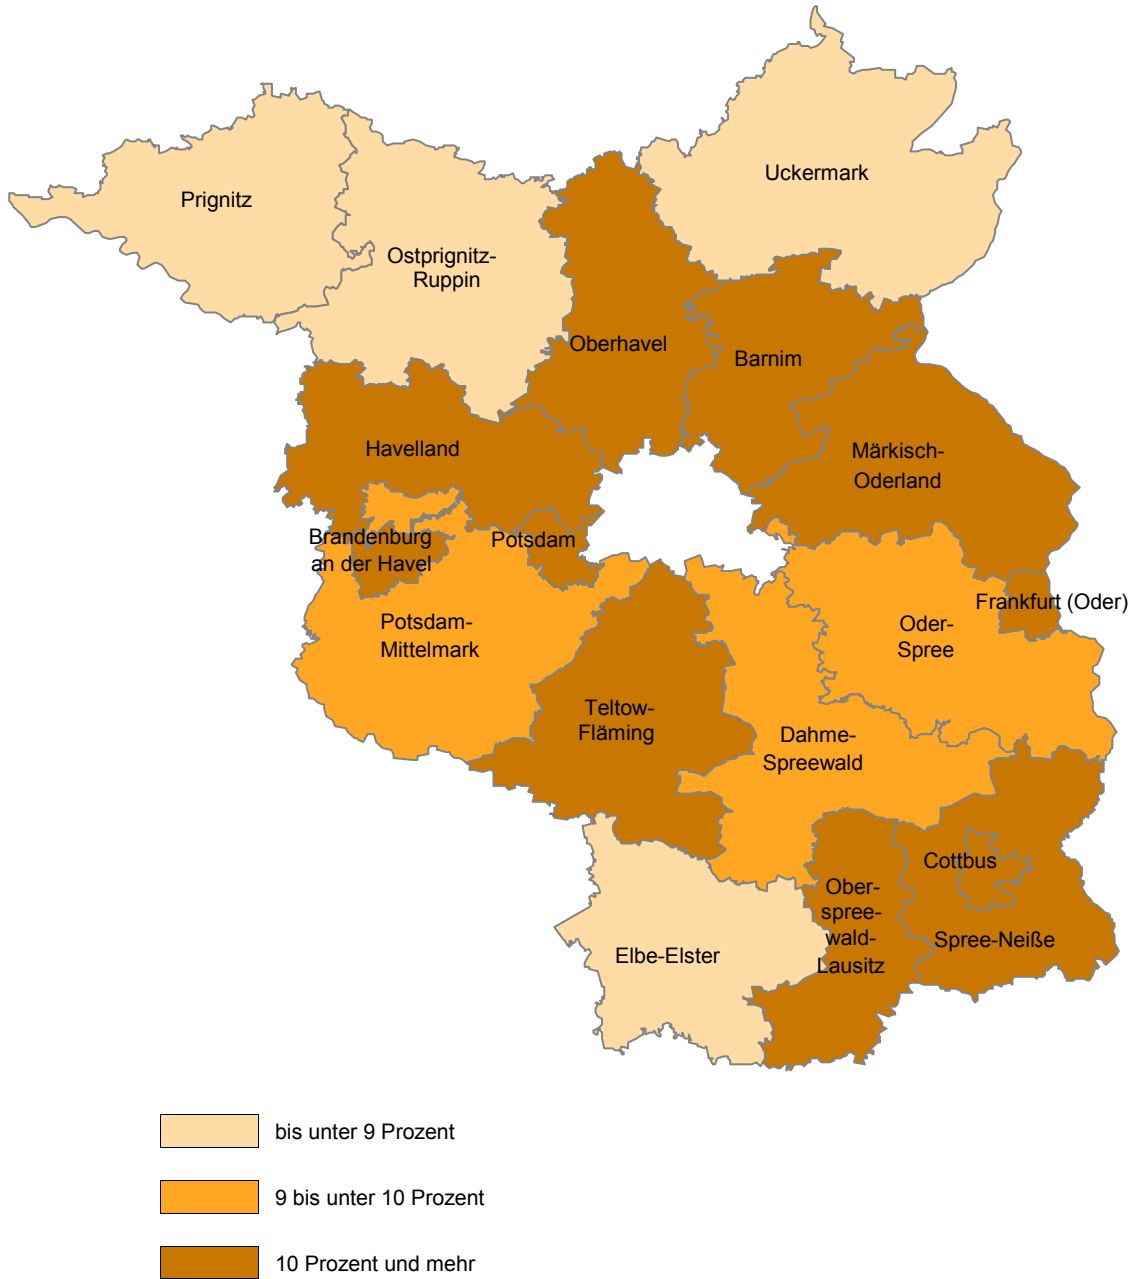 Uckermark
Prignitz
Ostprignitz-
Ruppin
Oberhavel
Barnim
Havelland
Märkisch-
Oderland
Brandenburg
an der Havel
Potsdam
Frankfurt (Oder)
Potsdam-
Mittelmark
Oder-
Spree
Teltow-
Fläming
Dahme-
Spreewald
Cottbus
Ober-
spree-
wald-
Lausitz
Spree-Neiße
Elbe-Elster
bis unter 9 Prozent
9 bis unter 10 Prozent
10 Prozent und mehr